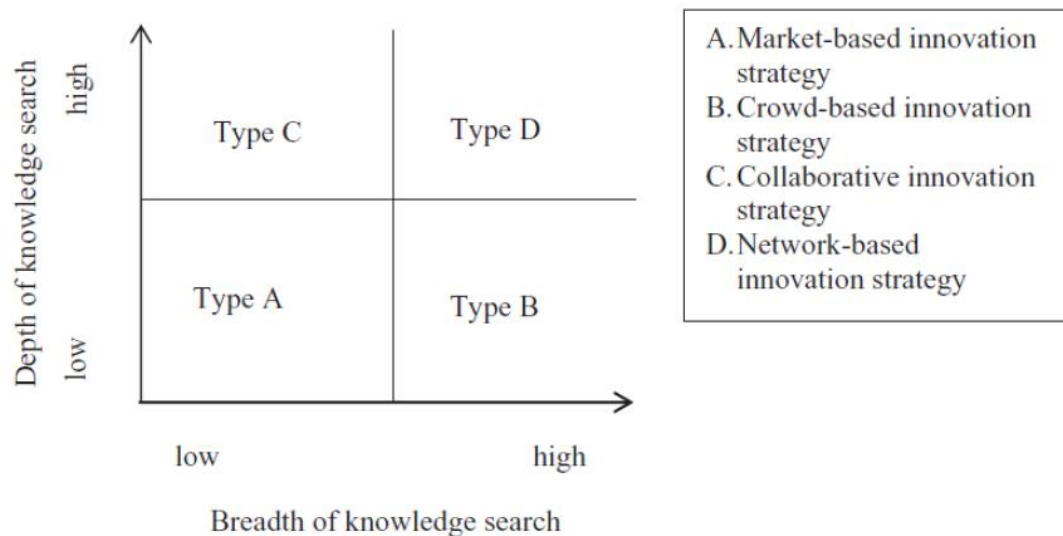 Depth of knowledge search
high
low
Type C
Type D
Type A
Type B
low
high
Breadth of knowledge search
A. Market-based innovation
strategy
B. Crowd-based innovation
strategy
C. Collaborative innovation
strategy
D. Network-based
innovation strategy